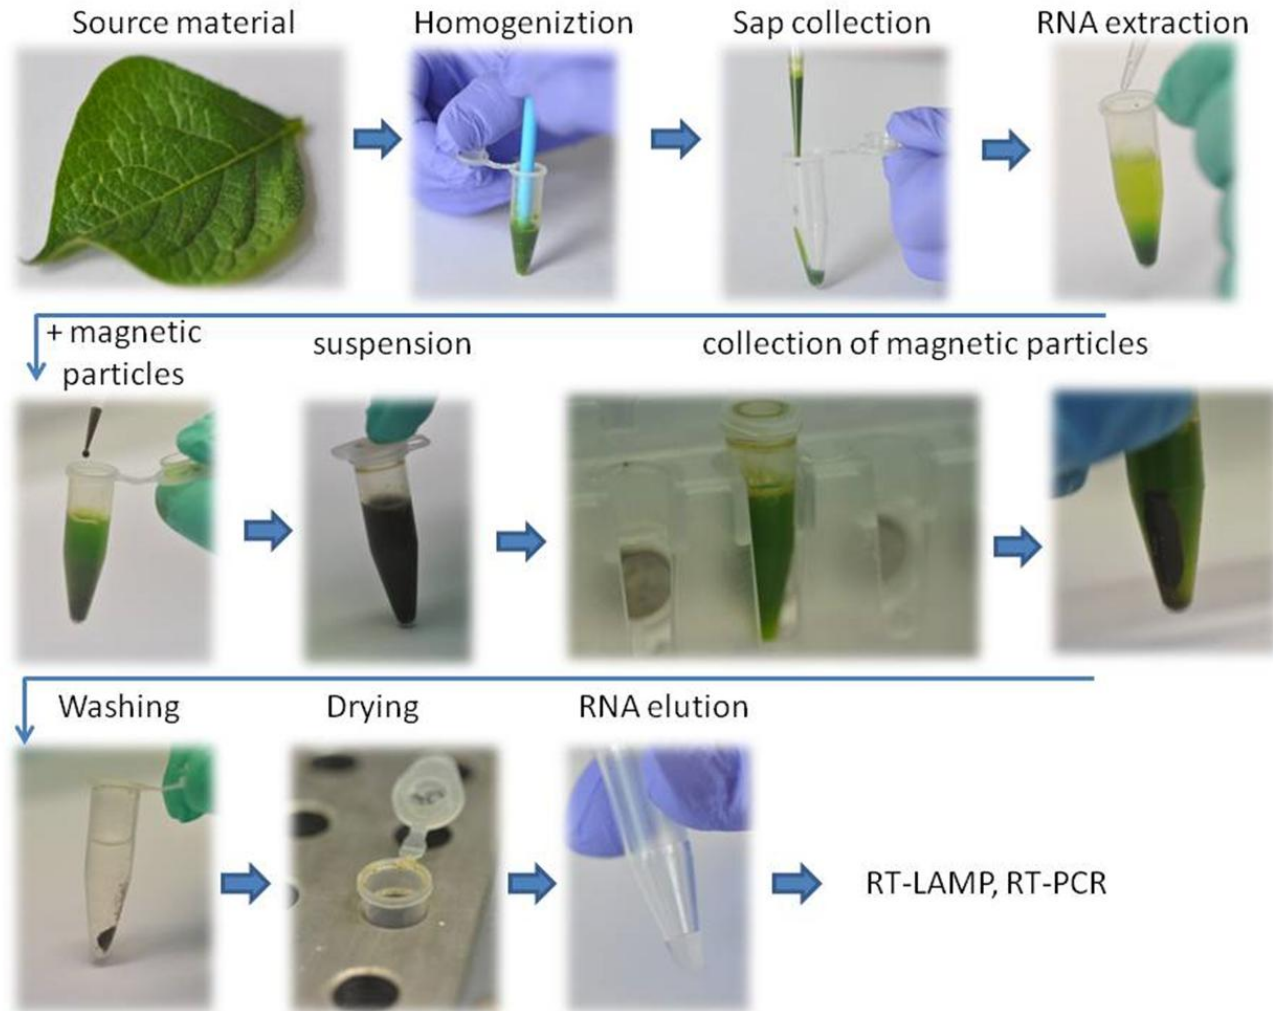 Source material
Homogeniztion
Sap collection
RNA extraction
+ magnetic
particles
suspension
collection of magnetic particles
Washing
Drying
RNA elution
RT-LAMP, RT-PCR